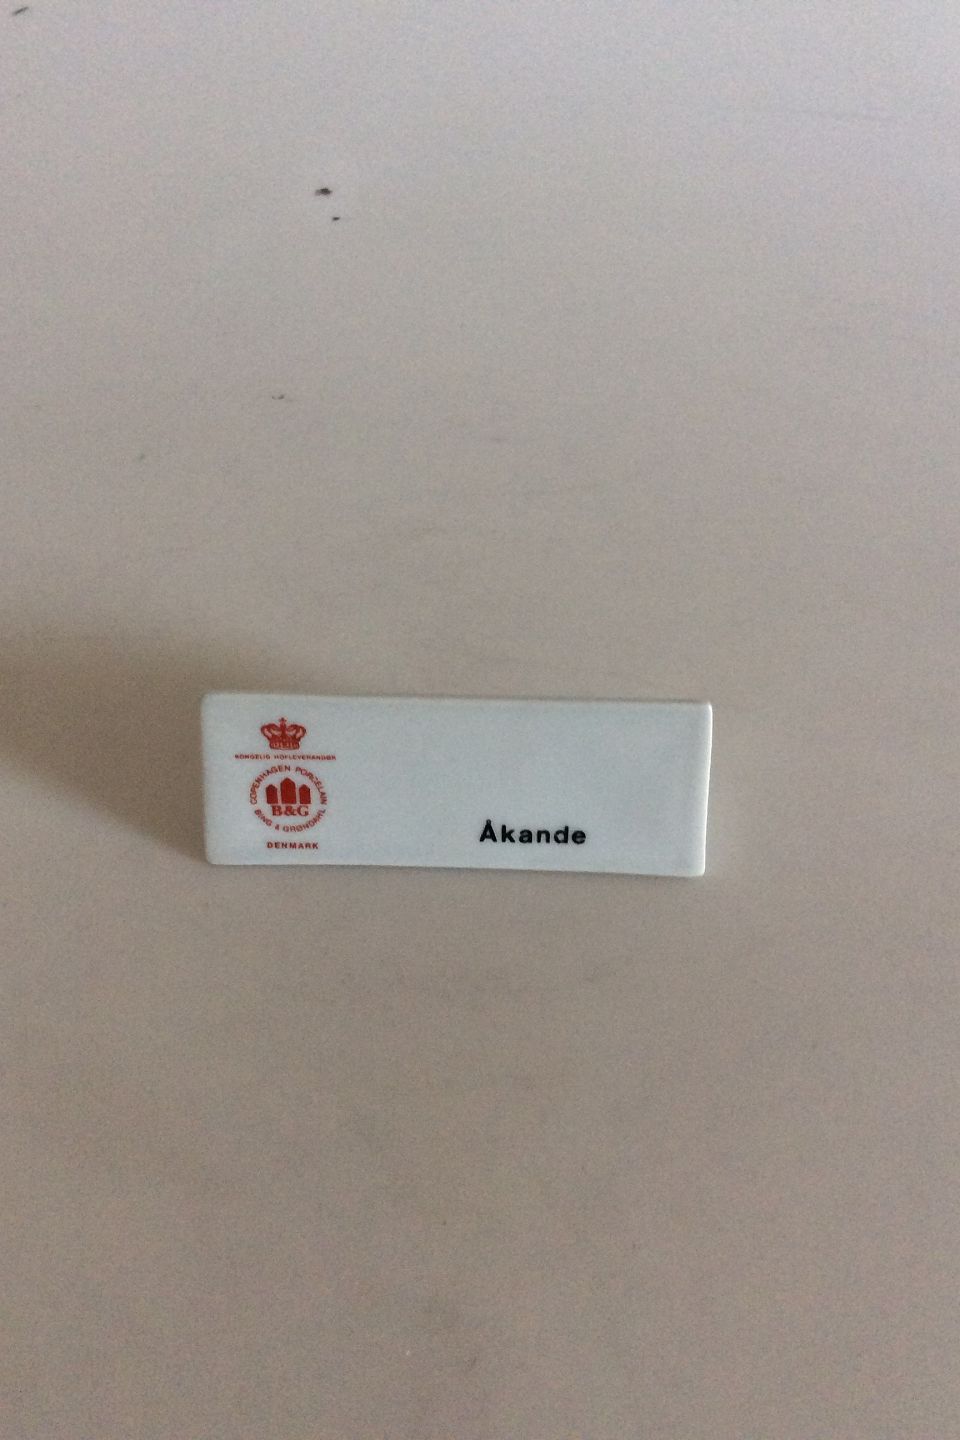 KONGELIG HOFLEVERANDØR
COPENHAGEN PORCELAIN
B&G
BING & GRØNDAHL
DENMARK
Åkande